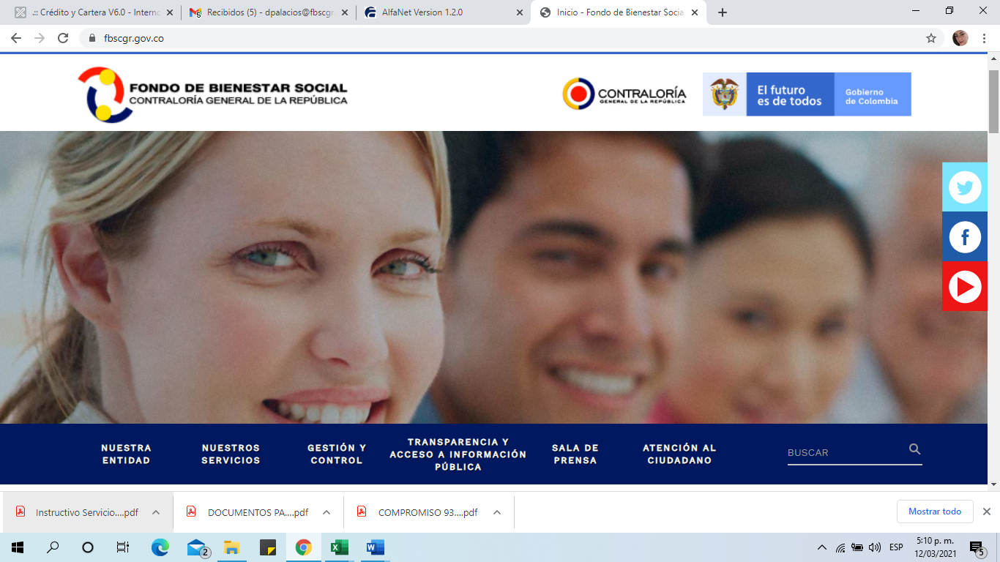 .:: Crédito y Cartera V6.0 - Intern
Recibidos (5) - dpalacios@fbscgr.
AlfaNet Version 1.2.0
Inicio - Fondo de Bienestar Socia
fbscgr.gov.co
FONDO DE BIENESTAR SOCIAL
CONTRALORÍA GENERAL DE LA REPÚBLICA
CONTRALORÍA
GENERAL DE LA REPÚBLICA
El futuro
es de todos
Gobierno
de Colombia
NUESTRA
ENTIDAD
NUESTROS
SERVICIOS
GESTIÓN Y
CONTROL
TRANSPARENCIA Y
ACCESO A INFORMACIÓN
PÚBLICA
SALA DE
PRENSA
ATENCIÓN AL
CIUDADANO
BUSCAR
Instructivo Servicio....pdf
DOCUMENTOS PA....pdf
COMPROMISO 93....pdf
Mostrar todo
2
ESP
5:10 p. m.
12/03/2021
5